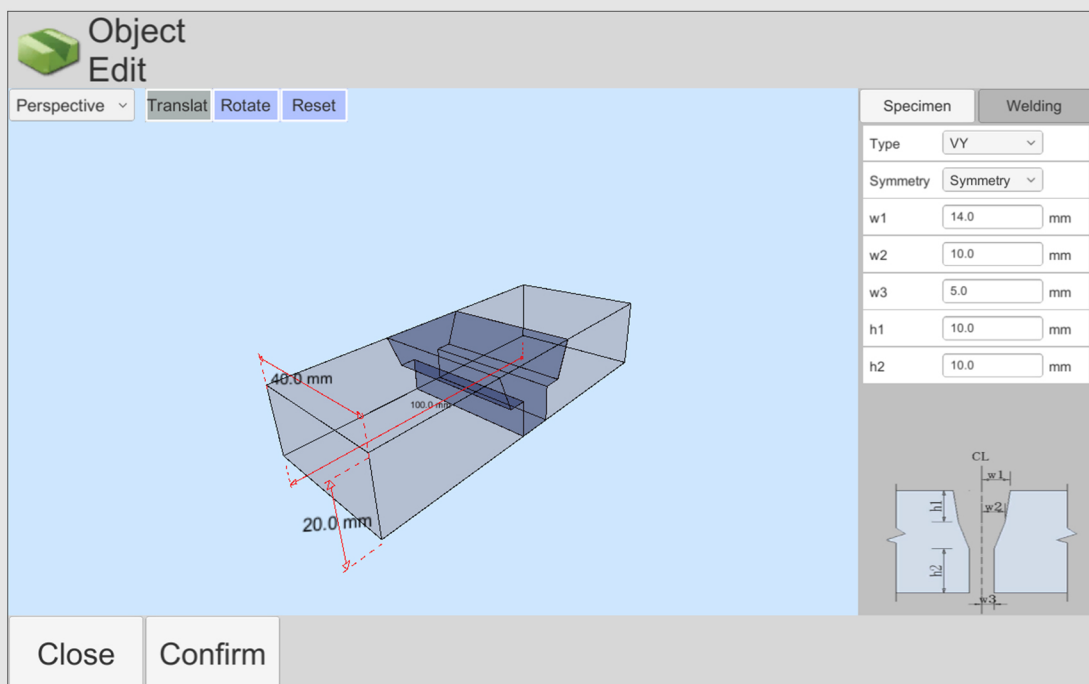 Object
Edit
Perspective
Translat
Rotate
Reset
Specimen
Welding
Type
VY
Symmetry
Symmetry
w1
14.0
mm
w2
10.0
mm
w3
5.0
mm
h1
10.0
mm
h2
10.0
mm
40.0 mm
100.0 mm
20.0 mm
CL
w1
h1
w2
h2
w3
Close
Confirm